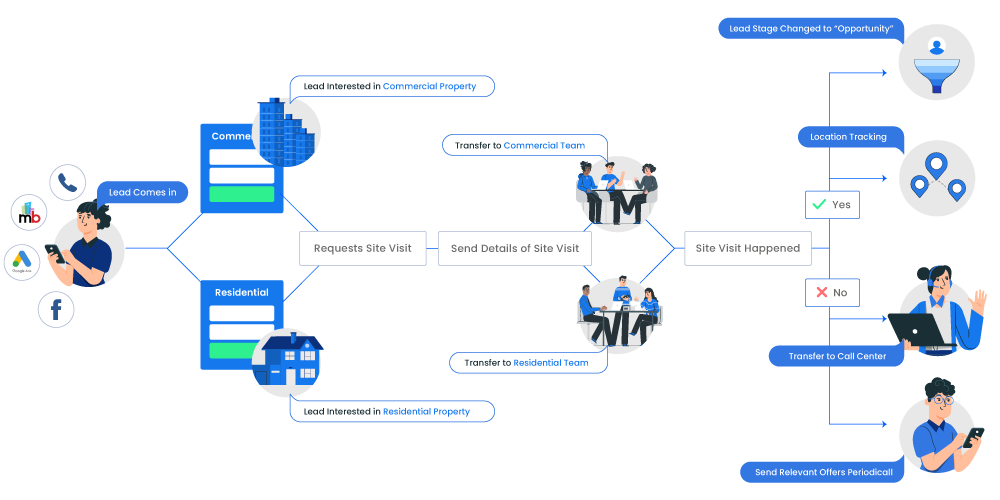 Lead Stage Changed to “Opportunity”
Lead Interested in Commercial Property
Comme
Location Tracking
Transfer to Commercial Team
Lead Comes in
mb
Yes
Requests Site Visit
Send Details of Site Visit
Site Visit Happened
Google Ads
Residential
No
f
Transfer to Call Center
Transfer to Residential Team
Lead Interested in Residential Property
Send Relevant Offers Periodicall